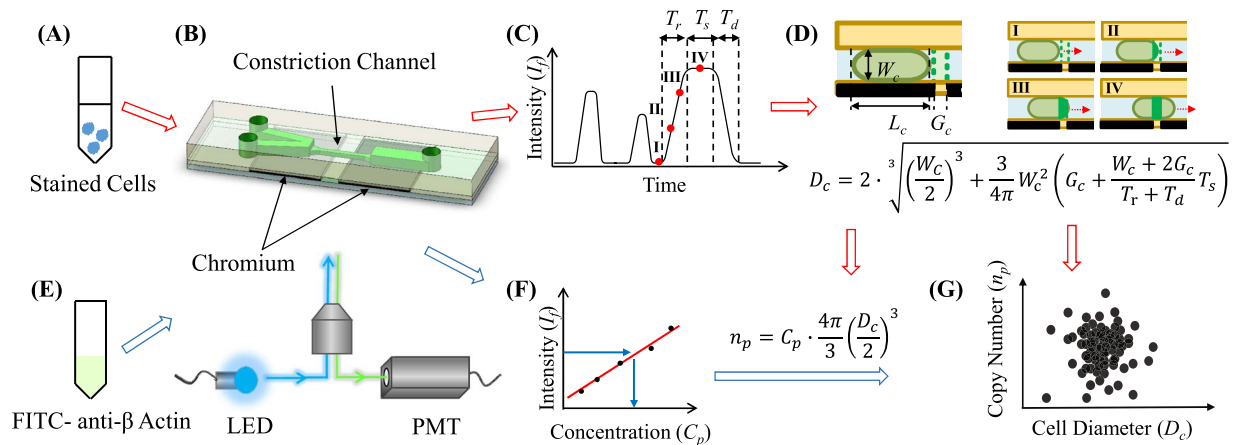 (A)
Stained Cells
(B)
Constriction Channel
Chromium
(C)
Intensity (I_f)
Time
T_r T_s T_d
I
II
III
IV
(D)
W_c
L_c G_c
I
II
III
IV
D_c = 2 · ∛((W_C/2)^3 + 3/4π W_c^2 (G_c + (W_c + 2G_c)/(T_r + T_d) T_s))
(E)
FITC- anti-β Actin
LED
PMT
(F)
Intensity (I_f)
Concentration (C_p)
n_p = C_p · 4π/3 (D_c/2)^3
(G)
Copy Number (n_p)
Cell Diameter (D_c)